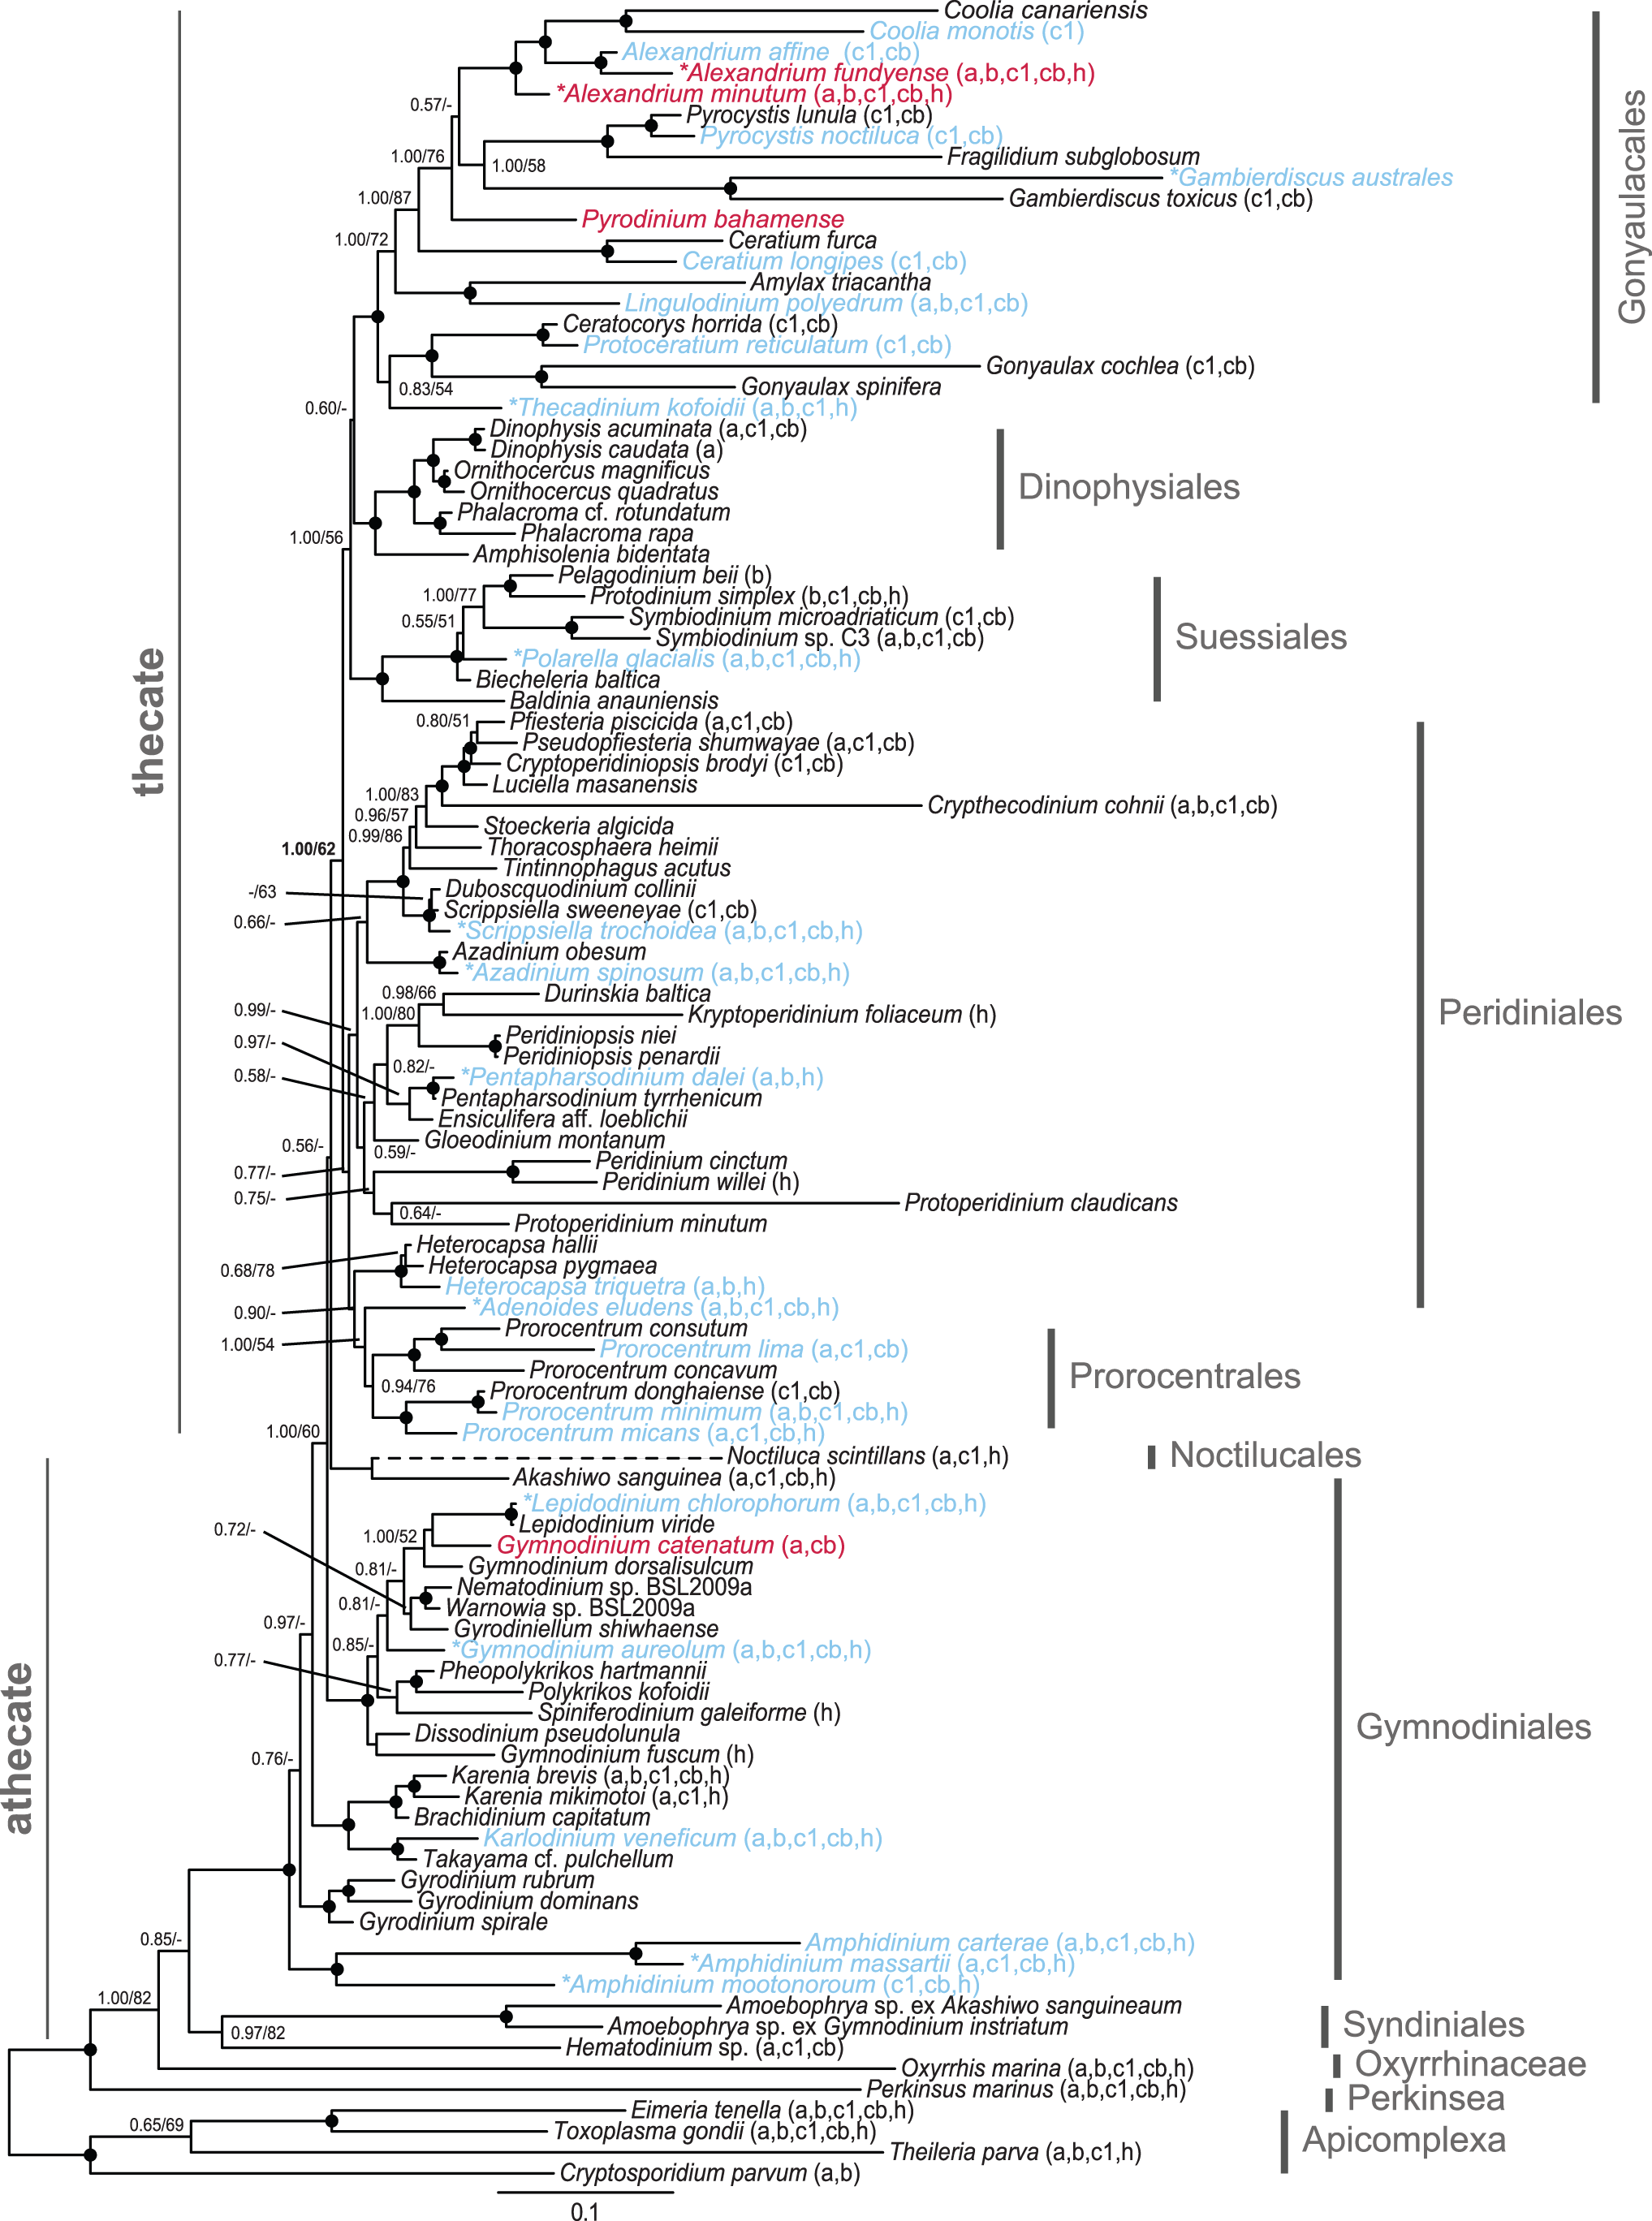 Coolia canariensis
Coolia monotis (c1)
Alexandrium affine (c1,cb)
*Alexandrium fundyense (a,b,c1,cb,h)
*Alexandrium minutum (a,b,c1,cb,h)
0.57/-
Pyrocystis lunula (c1,cb)
Pyrocystis noctiluca (c1,cb)
1.00/76
1.00/58
Fragilidium subglobosum
*Gambierdiscus australes
1.00/87
Gambierdiscus toxicus (c1,cb)
Gonyaulacales
Pyrodinium bahamense
1.00/72
Ceratium furca
Ceratium longipes (c1,cb)
Amylax triacantha
Lingulodinium polyedrum (a,b,c1,cb)
Ceratocorys horrida (c1,cb)
Protoceratium reticulatum (c1,cb)
Gonyaulax cochlea (c1,cb)
0.83/54
Gonyaulax spinifera
0.60/-
*Thecadinium kofoidii (a,b,c1,h)
Dinophysis acuminata (a,c1,cb)
Dinophysis caudata (a)
Ornithocercus magnificus
Dinophysiales
Ornithocercus quadratus
Phalacroma cf. rotundatum
1.00/56
Phalacroma rapa
Amphisolenia bidentata
Pelagodinium beii (b)
1.00/77
Protodinium simplex (b,c1,cb,h)
0.55/51
Symbiodinium microadriaticum (c1,cb)
Symbiodinium sp. C3 (a,b,c1,cb)
Suessiales
*Polarella glacialis (a,b,c1,cb,h)
Biecheleria baltica
Baldinia anauniensis
thecate
0.80/51
Pfiesteria piscicida (a,c1,cb)
Pseudopfiesteria shumwayae (a,c1,cb)
Cryptoperidiniopsis brodyi (c1,cb)
Luciella masanensis
1.00/83
Crypthecodinium cohnii (a,b,c1,cb)
0.96/57
Stoeckeria algicida
0.99/86
Thoracosphaera heimii
1.00/62
Tintinnophagus acutus
-/63
Duboscquodinium collinii
Scrippsiella sweeneyae (c1,cb)
0.66/-
*Scrippsiella trochoidea (a,b,c1,cb,h)
Azadinium obesum
*Azadinium spinosum (a,b,c1,cb,h)
0.98/66
Durinskia baltica
0.99/-
1.00/80
Kryptoperidinium foliaceum (h)
Peridiniales
0.97/-
Peridiniopsis niei
Peridiniopsis penardii
0.58/-
0.82/-
*Pentapharsodinium dalei (a,b,h)
Pentapharsodinium tyrrhenicum
Ensiculifera aff. loeblichii
0.56/-
Gloeodinium montanum
0.59/-
Peridinium cinctum
0.77/-
Peridinium willei (h)
0.75/-
Protoperidinium claudicans
0.64/-
Protoperidinium minutum
Heterocapsa hallii
0.68/78
Heterocapsa pygmaea
Heterocapsa triquetra (a,b,h)
0.90/-
*Adenoides eludens (a,b,c1,cb,h)
1.00/54
Prorocentrum consutum
Prorocentrum lima (a,c1,cb)
Prorocentrum concavum
Prorocentrales
0.94/76
Prorocentrum donghaiense (c1,cb)
Prorocentrum minimum (a,b,c1,cb,h)
1.00/60
Prorocentrum micans (a,c1,cb,h)
Noctiluca scintillans (a,c1,h)
Noctilucales
Akashiwo sanguinea (a,c1,cb,h)
*Lepidodinium chlorophorum (a,b,c1,cb,h)
0.72/-
Lepidodinium viride
1.00/52
Gymnodinium catenatum (a,cb)
0.81/-
Gymnodinium dorsalisulcum
Nematodinium sp. BSL2009a
0.81/-
Warnowia sp. BSL2009a
0.97/-
Gyrodiniellum shiwhaense
0.85/-
*Gymnodinium aureolum (a,b,c1,cb,h)
0.77/-
Pheopolykrikos hartmannii
Polykrikos kofoidii
Spiniferodinium galeiforme (h)
Gymnodiniales
Dissodinium pseudolunula
athecate
0.76/-
Gymnodinium fuscum (h)
Karenia brevis (a,b,c1,cb,h)
Karenia mikimotoi (a,c1,h)
Brachidinium capitatum
Karlodinium veneficum (a,b,c1,cb,h)
Takayama cf. pulchellum
Gyrodinium rubrum
Gyrodinium dominans
Gyrodinium spirale
0.85/-
Amphidinium carterae (a,b,c1,cb,h)
*Amphidinium massartii (a,c1,cb,h)
*Amphidinium mootonoroum (c1,cb,h)
1.00/82
Amoebophrya sp. ex Akashiwo sanguineaum
0.97/82
Amoebophrya sp. ex Gymnodinium instriatum
Syndiniales
Hematodinium sp. (a,c1,cb)
Oxyrrhis marina (a,b,c1,cb,h)
Oxyrrhinaceae
Perkinsus marinus (a,b,c1,cb,h)
Perkinsea
Eimeria tenella (a,b,c1,cb,h)
0.65/69
Toxoplasma gondii (a,b,c1,cb,h)
Apicomplexa
Theileria parva (a,b,c1,h)
Cryptosporidium parvum (a,b)
0.1